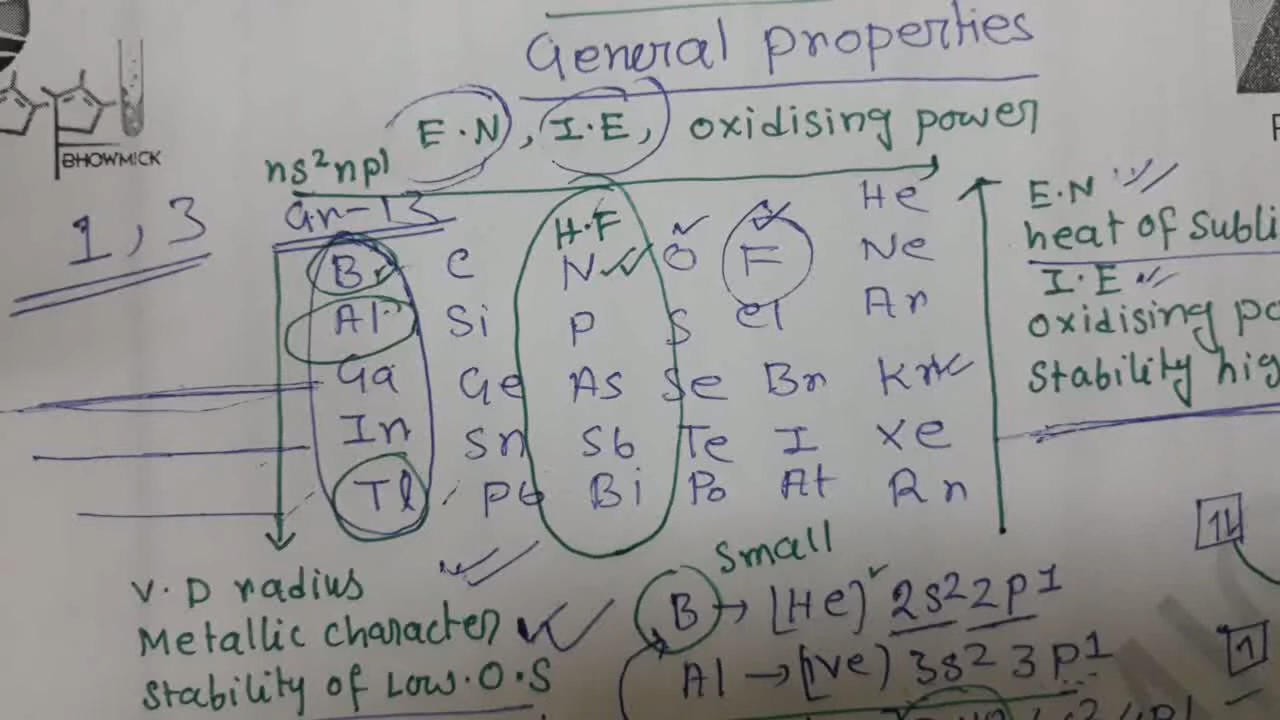 General properties
E.N, I.E, oxidising power
BHOWMICK
ns²np1
1, 3
Gr-13
H.F
He
B C N O F Ne
Al Si P S Cl Ar
Ga Ge As Se Br Kr
In Sn Sb Te I Xe
Tl Pb Bi Po At Rn
E.N
heat of Subli
I.E
oxidising po
Stability hig
V.D radius
Metallic character
Stability of Low.O.S
Small
B → [He] 2s² 2p1
Al → [Ne] 3s² 3p1